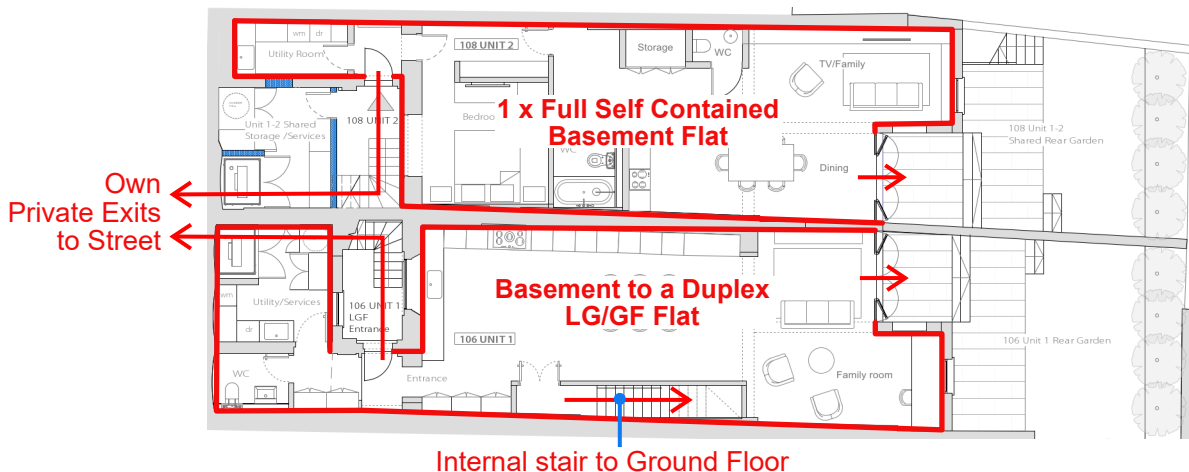 wm
dr
Utility Room
108 UNIT 2
Storage
WC
TV/Family
Unit 1-2 Shared
Storage /Services
108 UNIT 2
Bedroo
1 x Full Self Contained
Basement Flat
WC
Dining
108 Unit 1-2
Shared Rear Garden
Own
Private Exits
to Street
wm
dr
Utility/Services
106 UNIT 1:
LGF
Entrance
Basement to a Duplex
LG/GF Flat
106 UNIT 1
106 Unit 1 Rear Garden
WC
Entrance
Family room
Internal stair to Ground Floor